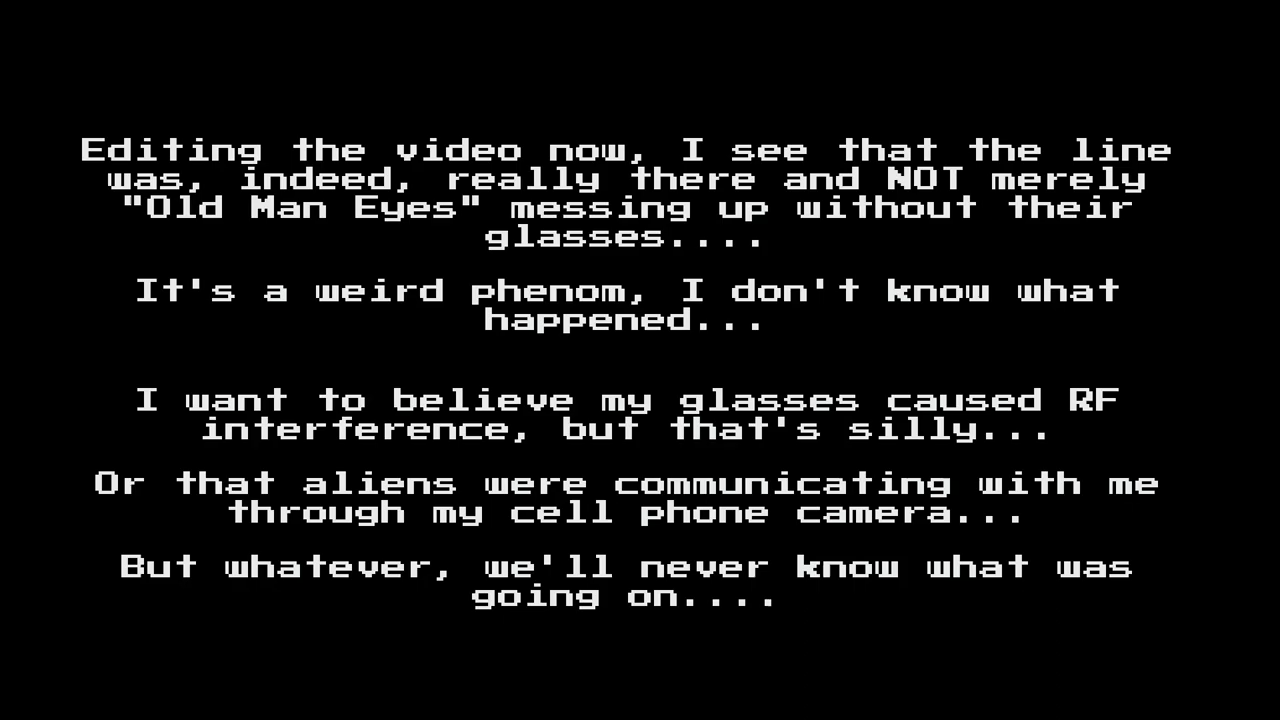 Editing the video now, I see that the line
was, indeed, really there and NOT merely
"Old Man Eyes" messing up without their
glasses....
It's a weird phenom, I don't know what
happened...
I want to believe my glasses caused RF
interference, but that's silly...
Or that aliens were communicating with me
through my cell phone camera...
But whatever, we'll never know what was
going on....